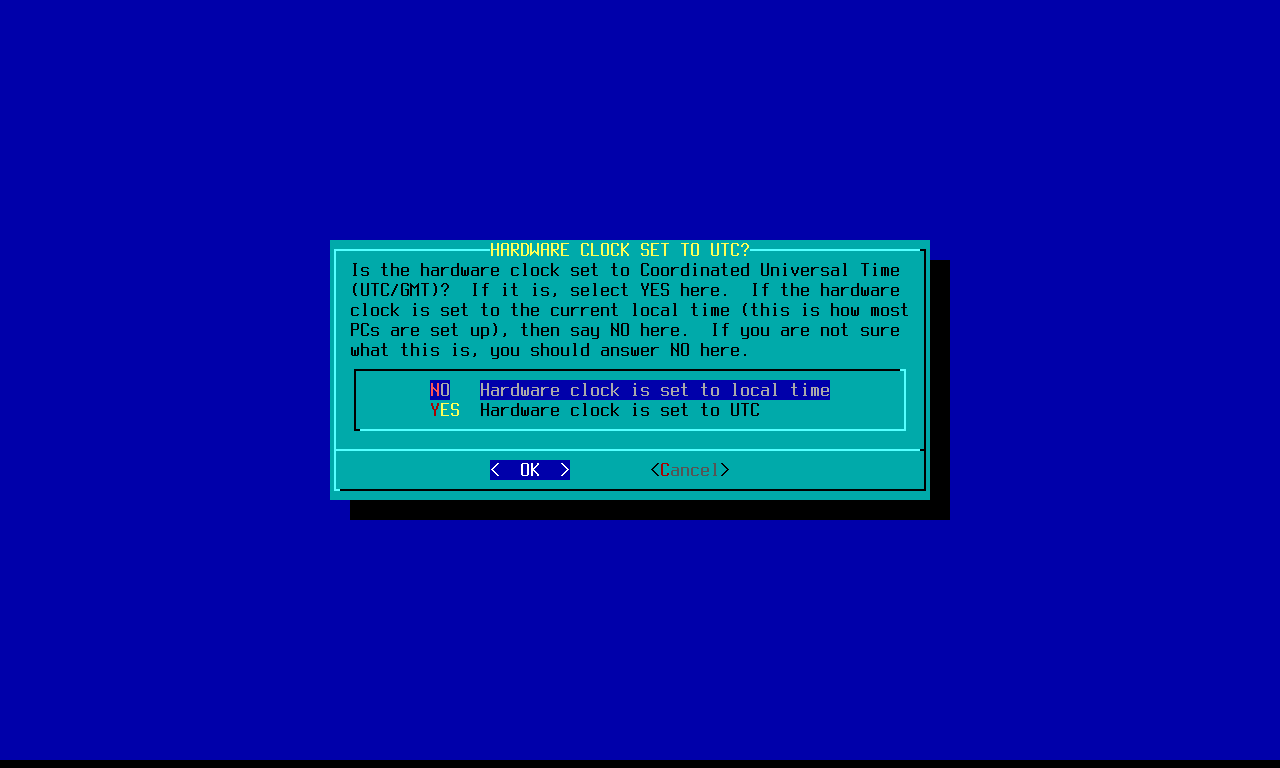 HARDWARE CLOCK SET TO UTC?
Is the hardware clock set to Coordinated Universal Time
(UTC/GMT)?  If it is, select YES here.  If the hardware
clock is set to the current local time (this is how most
PCs are set up), then say NO here.  If you are not sure
what this is, you should answer NO here.
NO   Hardware clock is set to local time
YES  Hardware clock is set to UTC
<  OK  >        <Cancel>